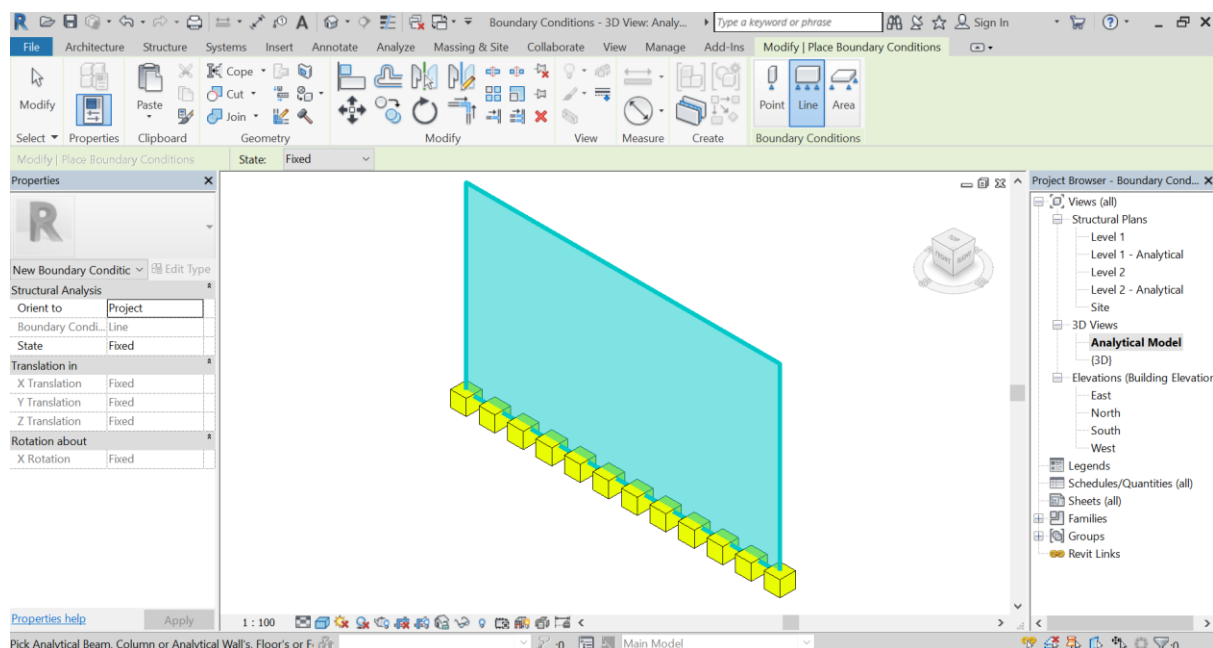 Boundary Conditions - 3D View: Analy...
Type a keyword or phrase
Sign In
File Architecture Structure Systems Insert Annotate Analyze Massing & Site Collaborate View Manage Add-Ins Modify | Place Boundary Conditions
Cope
Cut
Join
Modify
Paste
Point Line Area
Select Properties Clipboard Geometry Modify View Measure Create Boundary Conditions
Modify | Place Boundary Conditions State: Fixed
Properties
R
New Boundary Conditic Edit Type
Structural Analysis
Orient to Project
Boundary Condi... Line
State Fixed
Translation in
X Translation Fixed
Y Translation Fixed
Z Translation Fixed
Rotation about
X Rotation Fixed
Properties help Apply
TOP
FRONT RIGHT
1 : 100
Project Browser - Boundary Cond...
Views (all)
Structural Plans
Level 1
Level 1 - Analytical
Level 2
Level 2 - Analytical
Site
3D Views
Analytical Model
{3D}
Elevations (Building Elevation
East
North
South
West
Legends
Schedules/Quantities (all)
Sheets (all)
Families
Groups
Revit Links
Pick Analytical Beam, Column or Analytical Wall's, Floor's or F :0 Main Model :0